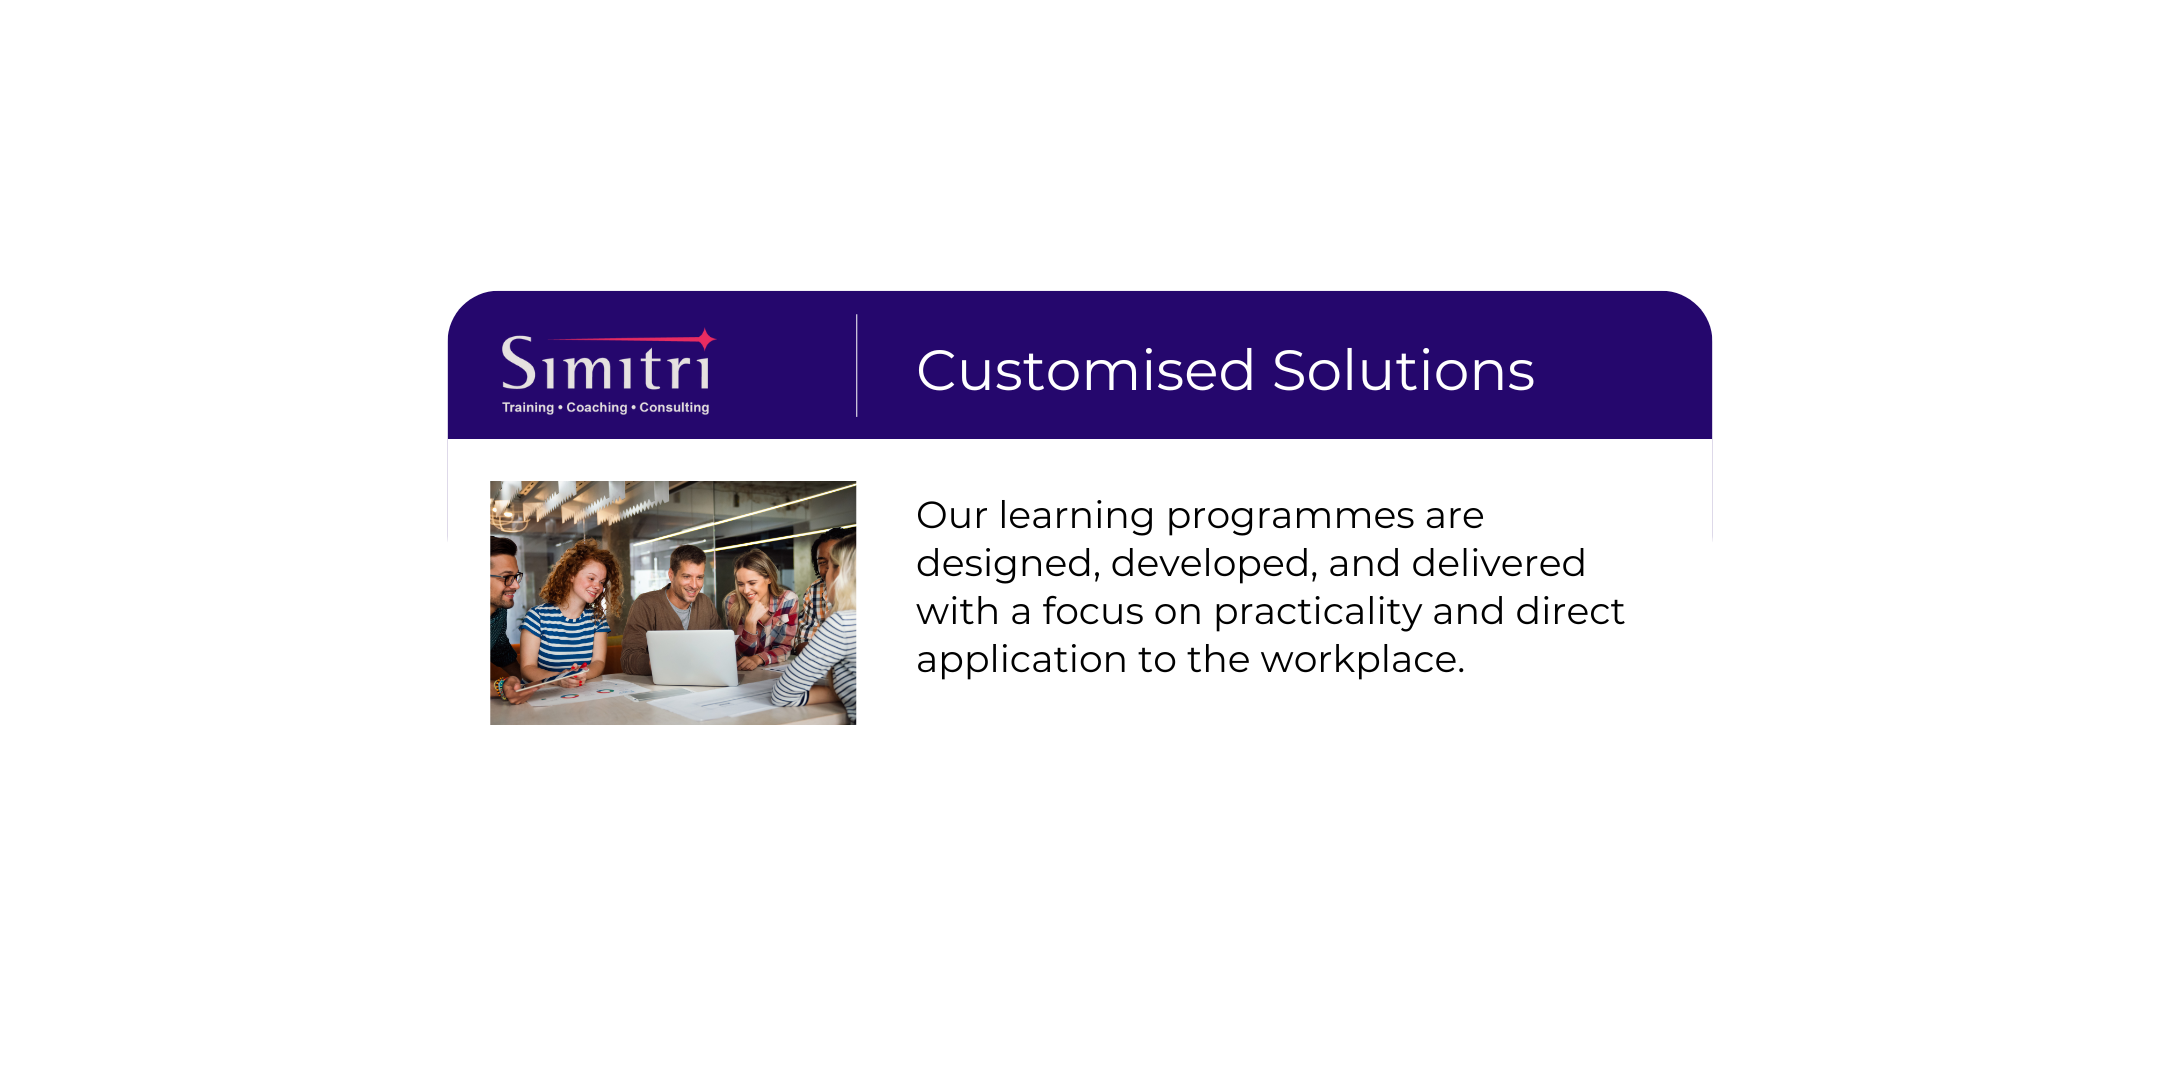 Simitri
Training • Coaching • Consulting
Customised Solutions
Our learning programmes are
designed, developed, and delivered
with a focus on practicality and direct
application to the workplace.